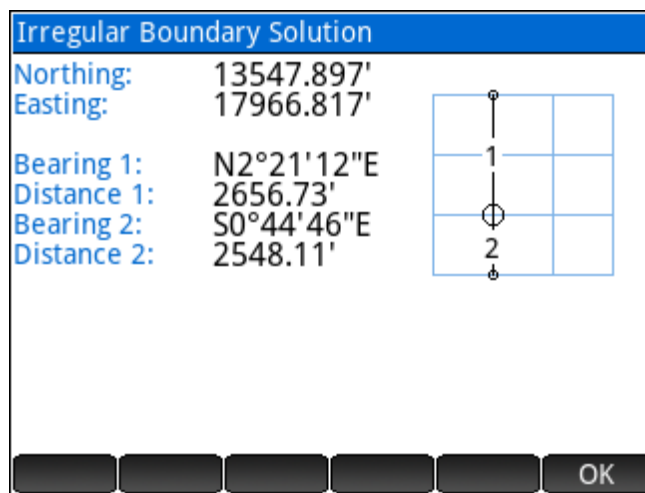 Irregular Boundary Solution
Northing: 13547.897'
Easting: 17966.817'
Bearing 1: N2°21'12"E
Distance 1: 2656.73'
Bearing 2: S0°44'46"E
Distance 2: 2548.11'
1
2
OK